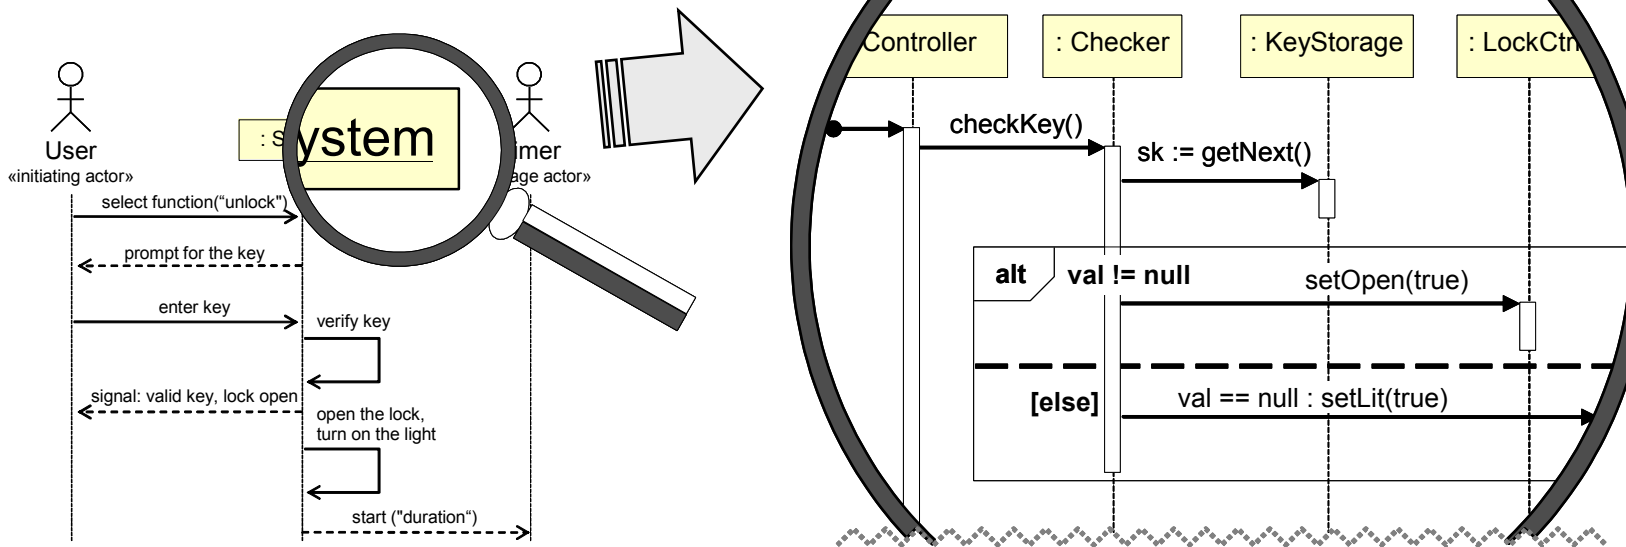 User
«initiating actor»
: S
ystem
imer
age actor»
select function(“unlock")
prompt for the key
enter key
verify key
signal: valid key, lock open
open the lock,
turn on the light
start ("duration“)
Controller
: Checker
: KeyStorage
: LockCtr
checkKey()
sk := getNext()
alt
val != null
setOpen(true)
[else]
val == null : setLit(true)